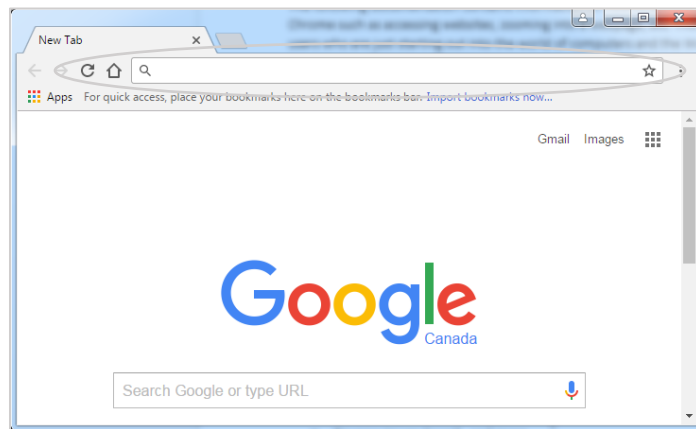 New Tab
Apps For quick access, place your bookmarks here on the bookmarks bar. Import bookmarks now...
Gmail Images
Google
Canada
Search Google or type URL